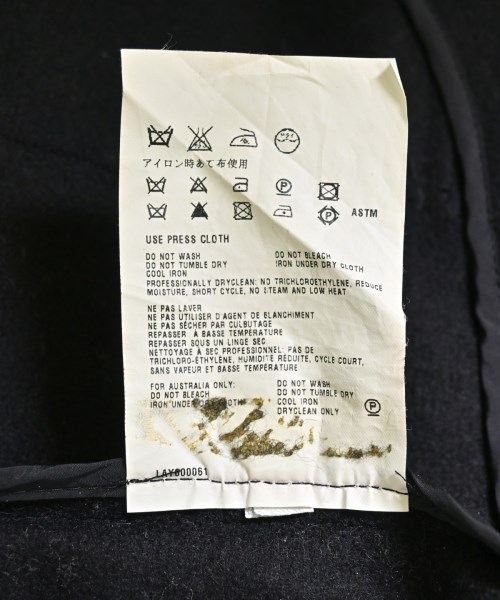 アイロン時あて布使用
ASTM
USE PRESS CLOTH
DO NOT WASH DO NOT BLEACH
DO NOT TUMBLE DRY IRON UNDER DRY CLOTH
COOL IRON
PROFESSIONALLY DRYCLEAN: NO TRICHLOROETHYLENE, REDUCE
MOISTURE, SHORT CYCLE, NO STEAM AND LOW HEAT
NE PAS LAVER
NE PAS UTILISER D'AGENT DE BLANCHIMENT
NE PAS SÉCHER PAR CULBUTAGE
REPASSER A BASSE TEMPÉRATURE
REPASSER SOUS UN LINGE SEC
NETTOYAGE À SEC PROFESSIONNEL: PAS DE
TRICHLORO-ETHYLENE, HUMIDITÉ REDUITE, CYCLE COURT,
SANS VAPEUR ET BASSE TEMPÉRATURE
FOR AUSTRALIA ONLY: DO NOT WASH
DO NOT BLEACH DO NOT TUMBLE DRY
IRON UNDER DRY CLOTH COOL IRON
DRYCLEAN ONLY
P
LAY600061